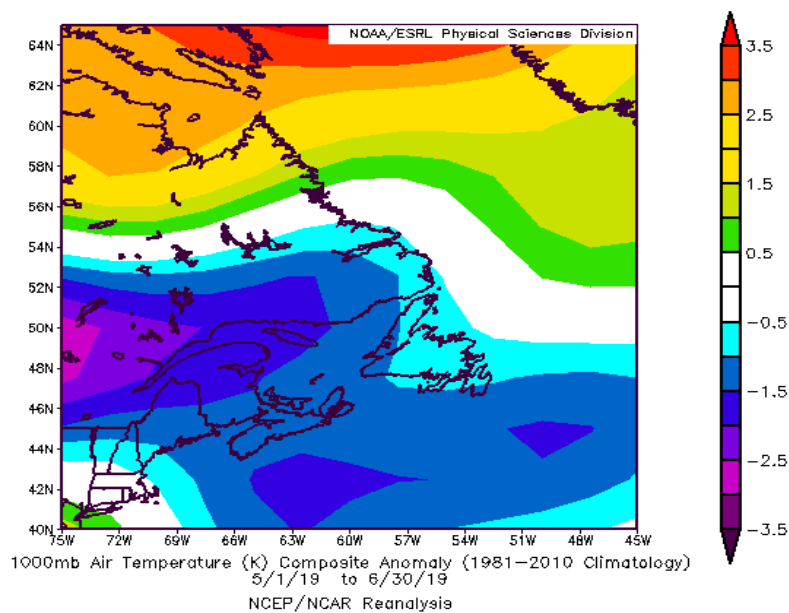 NOAA/ESRL Physical Sciences Division
64N
62N
60N
58N
56N
54N
52N
50N
48N
46N
44N
42N
40N
75W 72W 69W 66W 63W 60W 57W 54W 51W 48W 45W
3.5
2.5
1.5
0.5
-0.5
-1.5
-2.5
-3.5
1000mb Air Temperature (K) Composite Anomaly (1981-2010 Climatology)
5/1/19 to 6/30/19
NCEP/NCAR Reanalysis